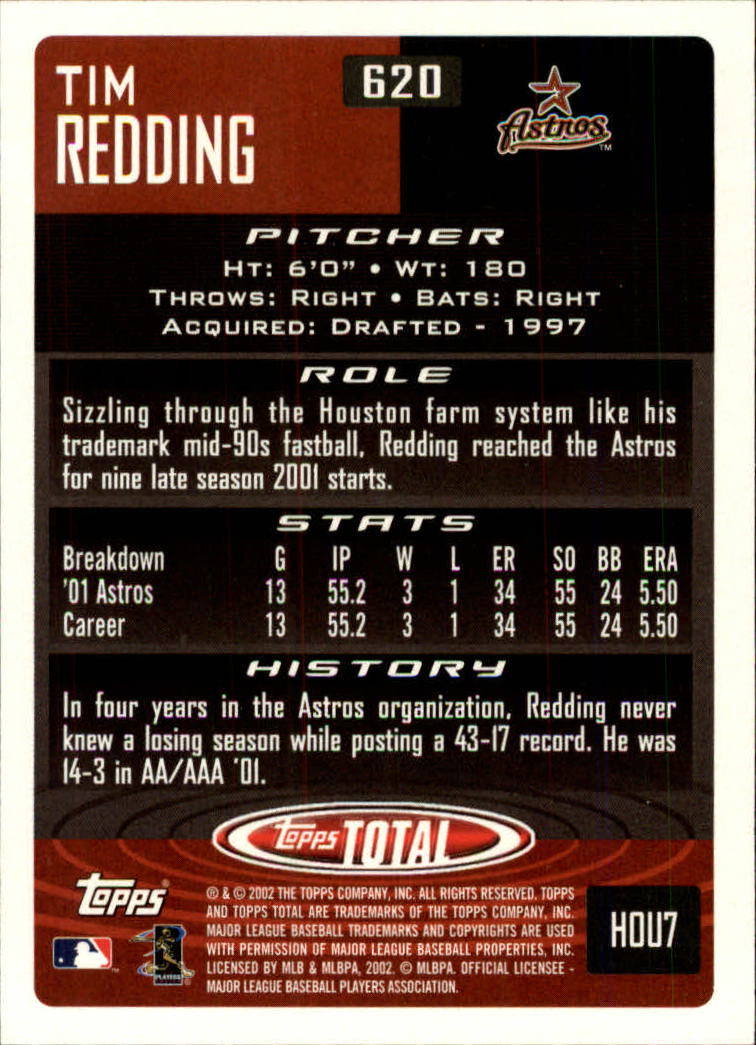 TIM
REDDING
620
Astros
TM
PITCHER
HT: 6'0" • WT: 180
THROWS: RIGHT • BATS: RIGHT
ACQUIRED: DRAFTED - 1997
ROLE
Sizzling through the Houston farm system like his
trademark mid-90s fastball, Redding reached the Astros
for nine late season 2001 starts.
STATS
Breakdown G IP W L ER SO BB ERA
'01 Astros 13 55.2 3 1 34 55 24 5.50
Career 13 55.2 3 1 34 55 24 5.50
HISTORY
In four years in the Astros organization, Redding never
knew a losing season while posting a 43-17 record. He was
14-3 in AA/AAA '01.
topps TOTAL
topps®
® & © 2002 THE TOPPS COMPANY, INC. ALL RIGHTS RESERVED. TOPPS
AND TOPPS TOTAL ARE TRADEMARKS OF THE TOPPS COMPANY, INC.
MAJOR LEAGUE BASEBALL TRADEMARKS AND COPYRIGHTS ARE USED
WITH PERMISSION OF MAJOR LEAGUE BASEBALL PROPERTIES, INC.
LICENSED BY MLB & MLBPA, 2002. © MLBPA. OFFICIAL LICENSEE -
MAJOR LEAGUE BASEBALL PLAYERS ASSOCIATION.
HOU7
TM
PLAYERS